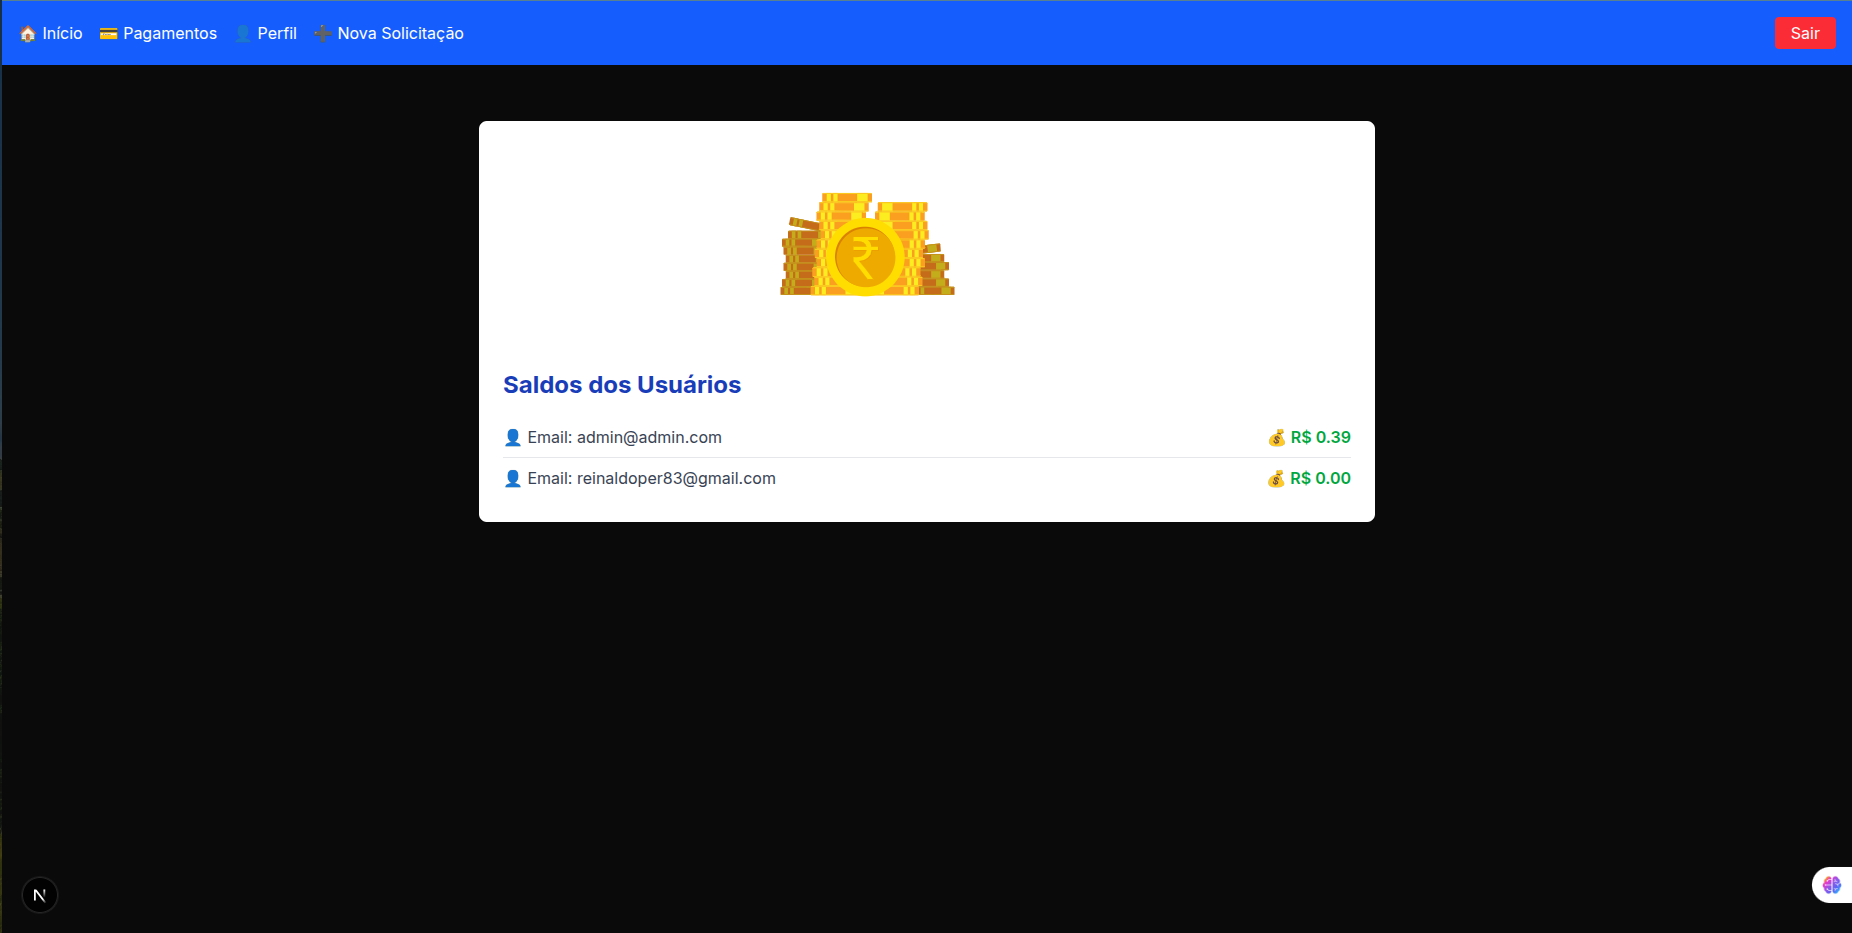 🏠 Início 💳 Pagamentos 👤 Perfil ➕ Nova Solicitação Sair
₹
Saldos dos Usuários
👤 Email: admin@admin.com 💰 R$ 0.39
👤 Email: reinaldoper83@gmail.com 💰 R$ 0.00
N